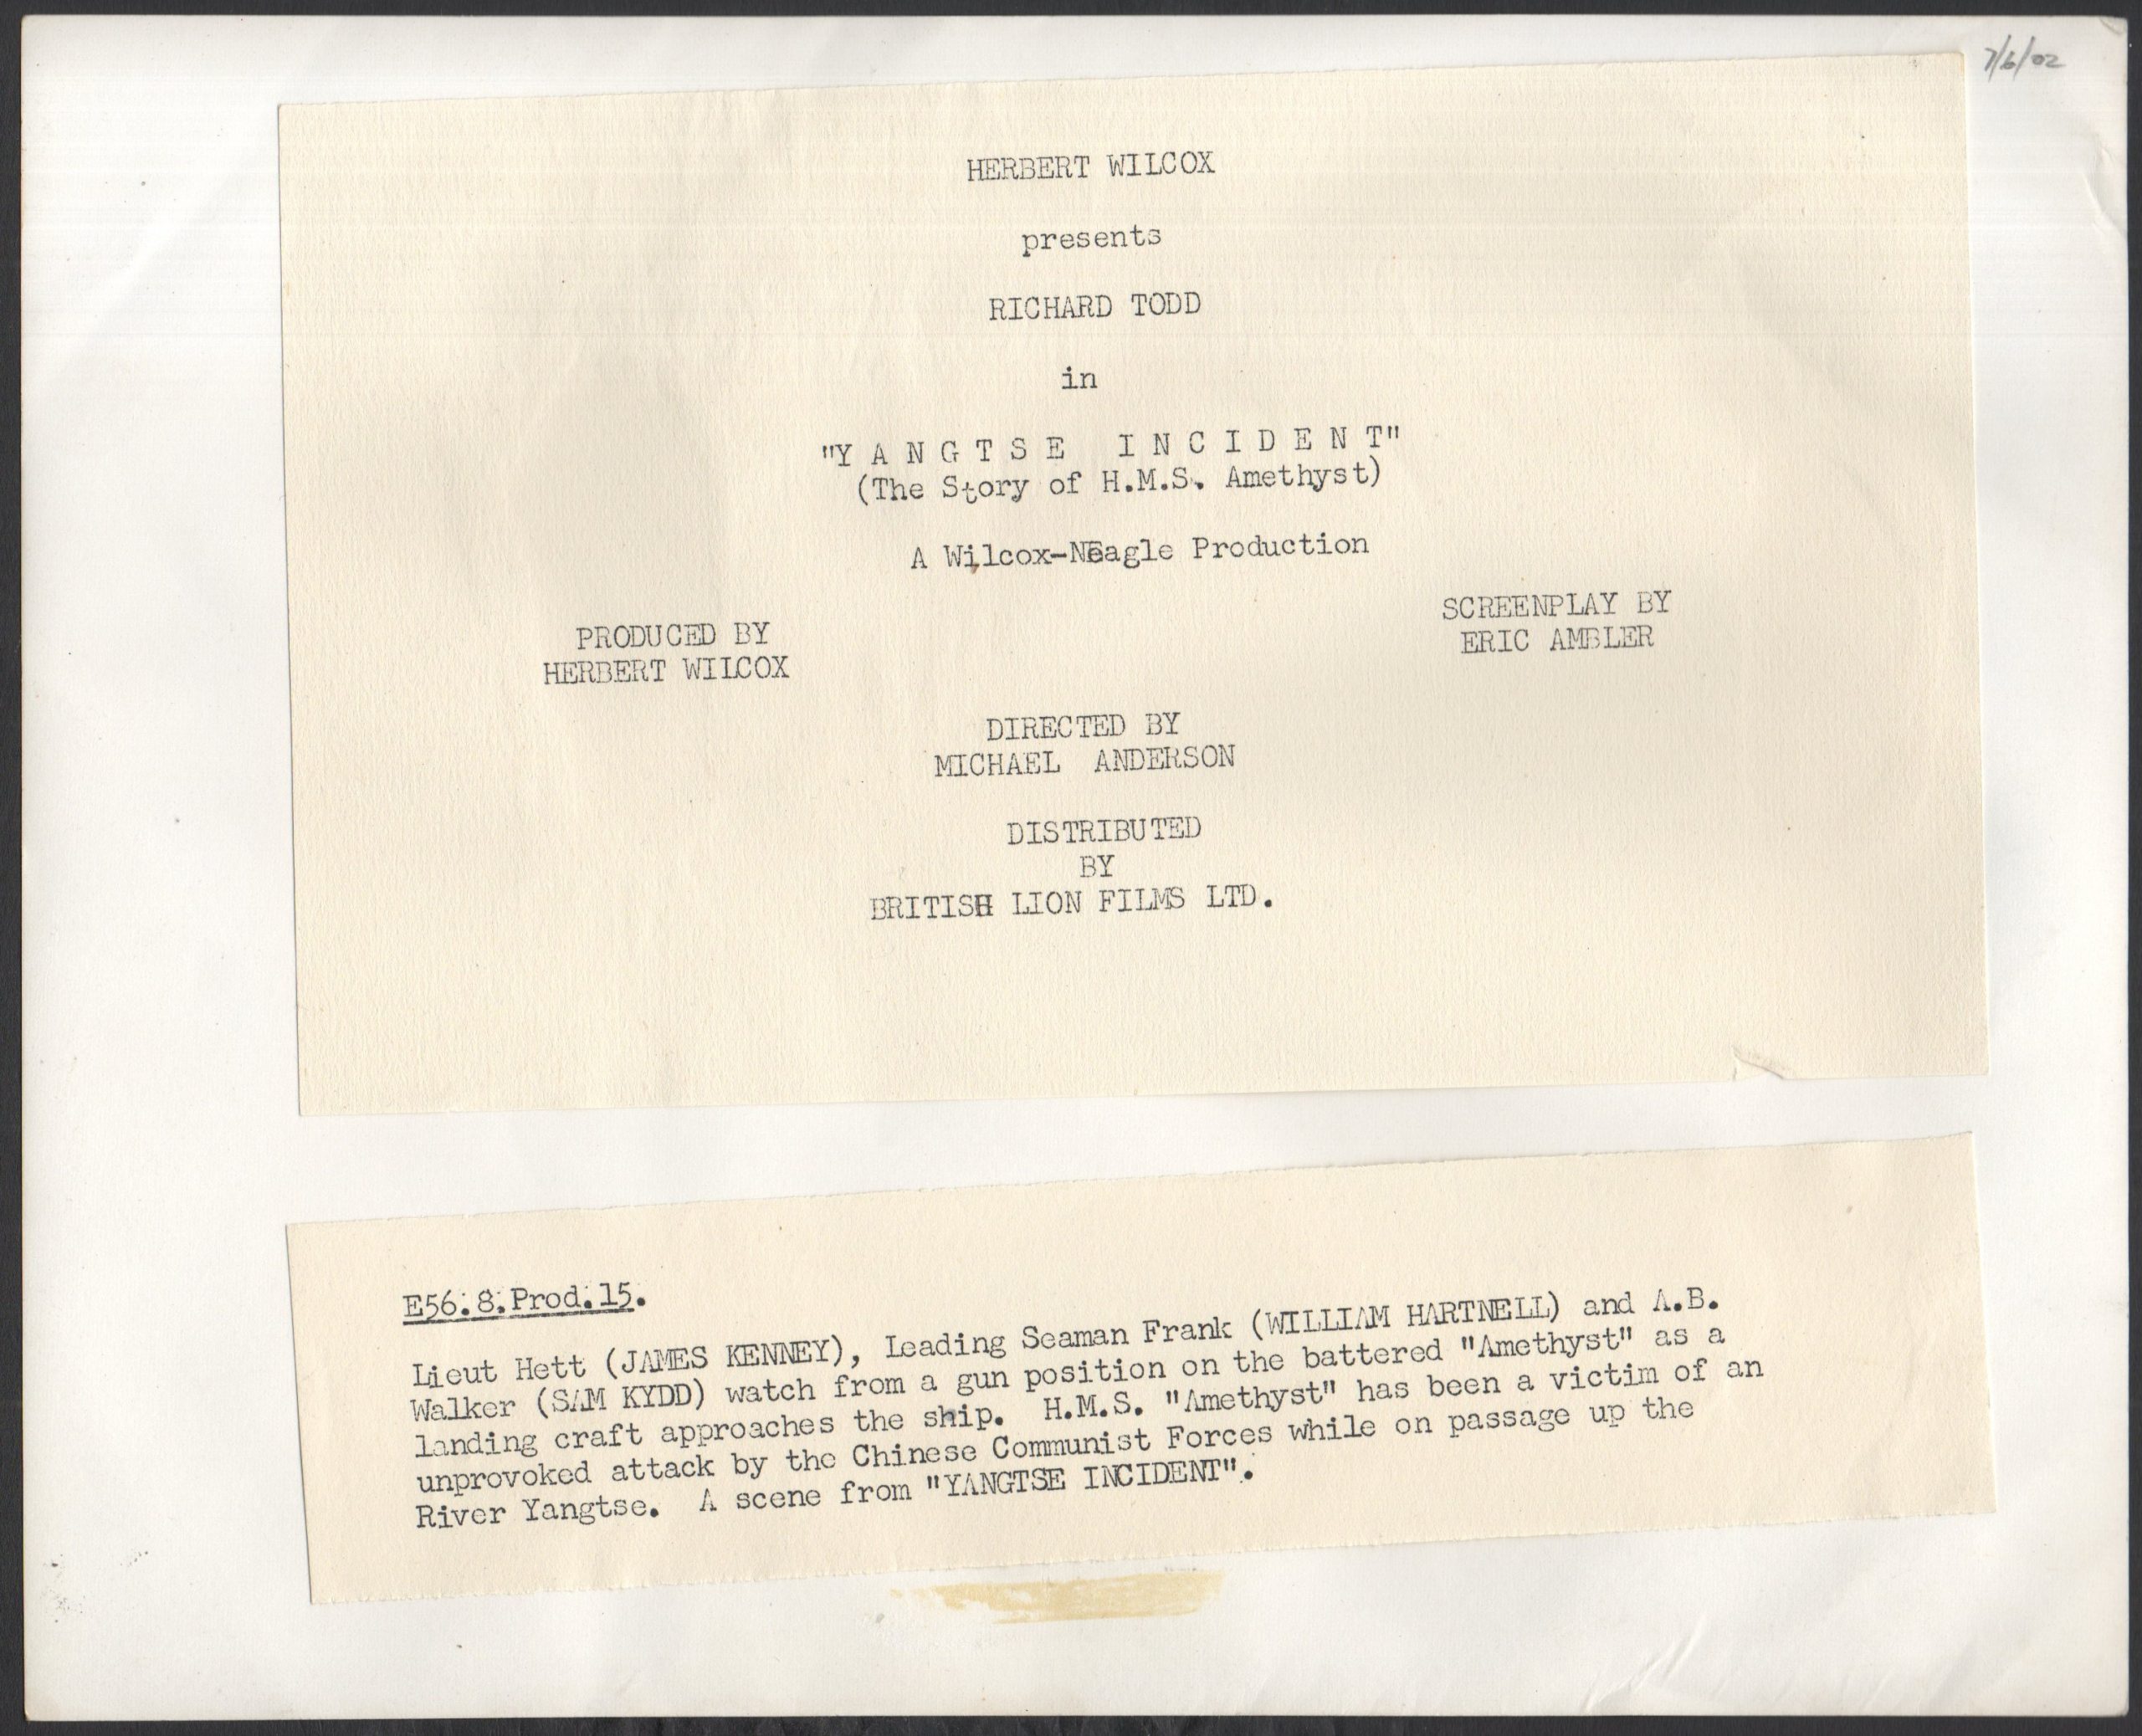 7/6/02
HERBERT WILCOX
presents
RICHARD TODD
in
"Y A N G T S E   I N C I D E N T"
(The Story of H.M.S. Amethyst)
A Wilcox-Neagle Production
PRODUCED BY
HERBERT WILCOX
SCREENPLAY BY
ERIC AMBLER
DIRECTED BY
MICHAEL ANDERSON
DISTRIBUTED
BY
BRITISH LION FILMS LTD.
E56.8.Prod.15.
Lieut Hett (JAMES KENNEY), Leading Seaman Frank (WILLIAM HARTNELL) and A.B.
Walker (SAM KYDD) watch from a gun position on the battered "Amethyst" as a
landing craft approaches the ship. H.M.S. "Amethyst" has been a victim of an
unprovoked attack by the Chinese Communist Forces while on passage up the
River Yangtse. A scene from "YANGTSE INCIDENT".